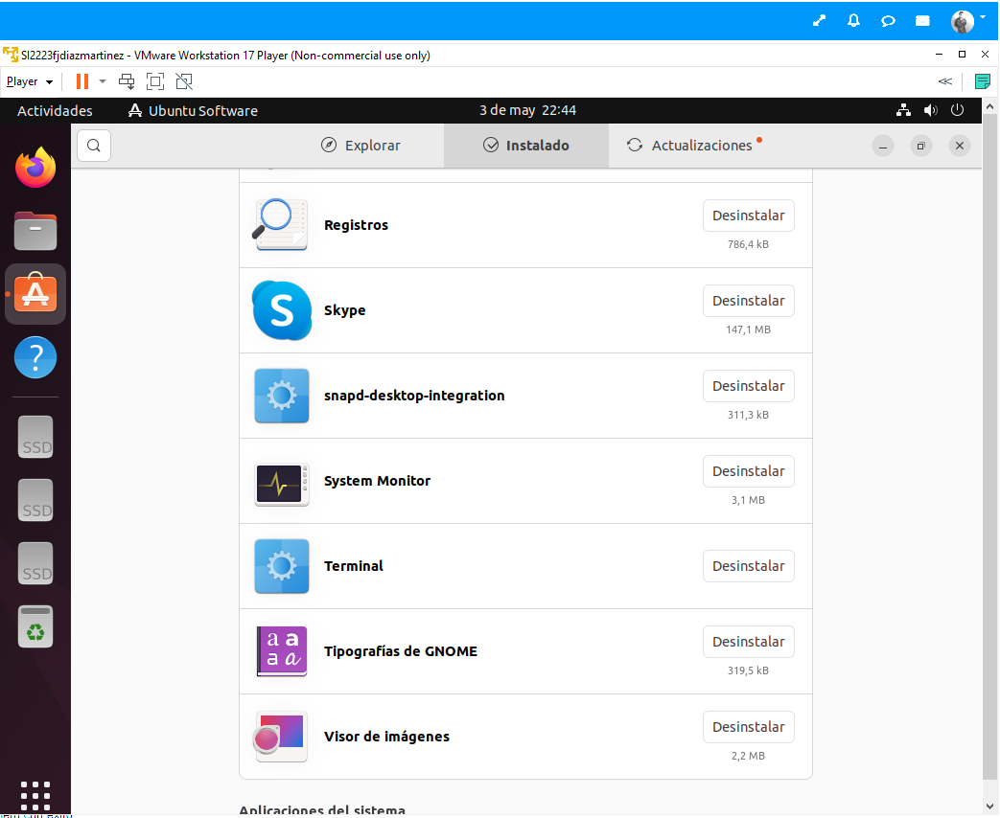 SI2223fjdiazmartinez - VMware Workstation 17 Player (Non-commercial use only)
Player
Actividades
Ubuntu Software
3 de may 22:44
Explorar
Instalado
Actualizaciones
Registros
Desinstalar
786,4 kB
S
Skype
Desinstalar
147,1 MB
snapd-desktop-integration
Desinstalar
311,3 kB
System Monitor
Desinstalar
3,1 MB
Terminal
Desinstalar
a a
a a
Tipografías de GNOME
Desinstalar
319,5 kB
Visor de imágenes
Desinstalar
2,2 MB
?
SSD
SSD
SSD
Aplicaciones del sistema